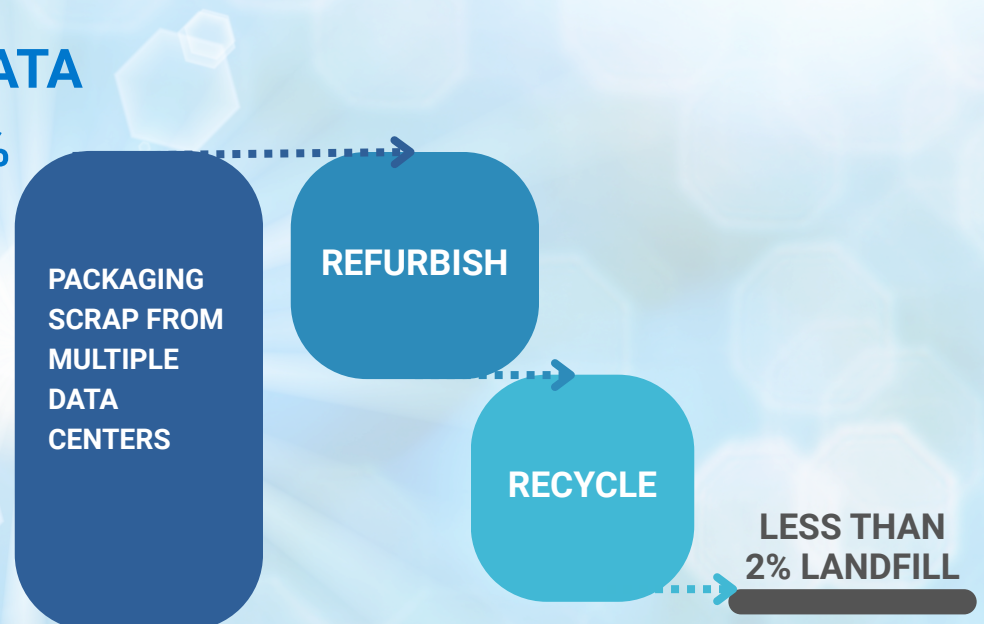 ATA
%
PACKAGING
SCRAP FROM
MULTIPLE
DATA
CENTERS
REFURBISH
RECYCLE
LESS THAN
2% LANDFILL